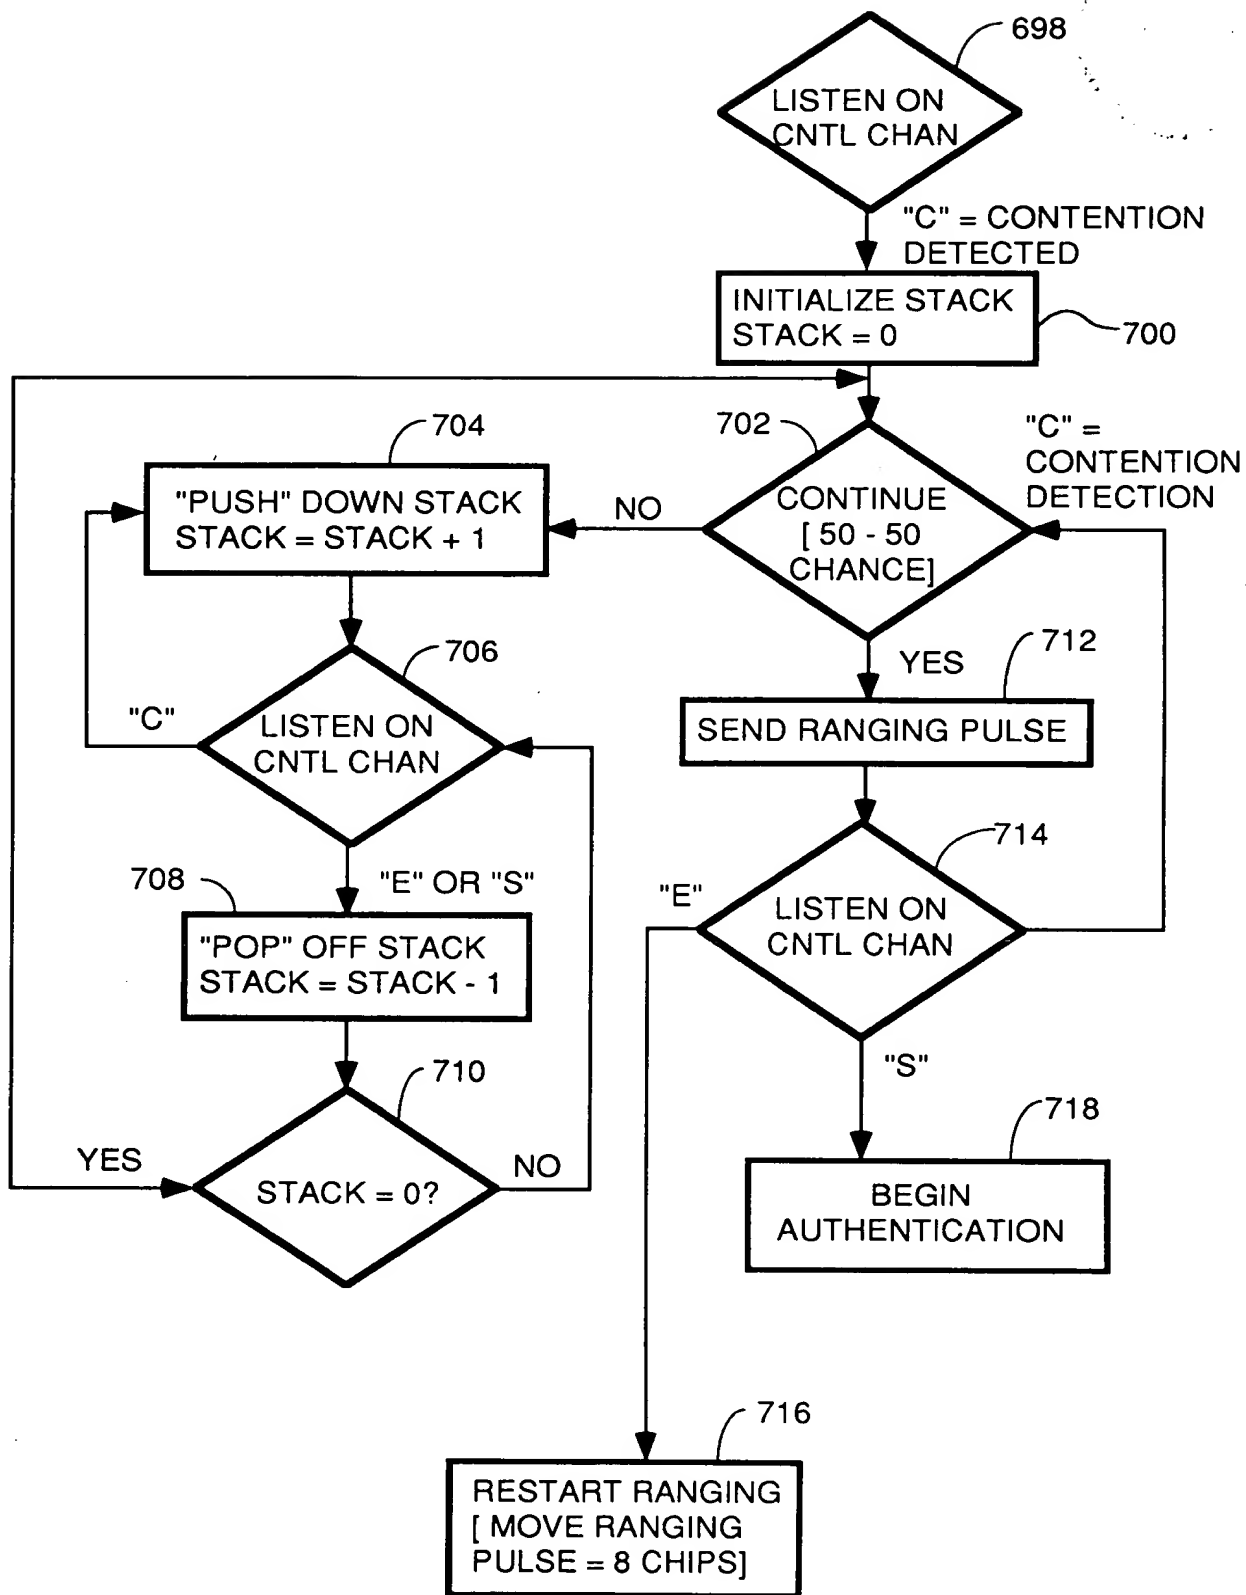 698
LISTEN ON
CNTL CHAN
"C" = CONTENTION
DETECTED
INITIALIZE STACK
STACK = 0
700
702
CONTINUE
[ 50 - 50
CHANCE]
"C" =
CONTENTION
DETECTION
NO
704
"PUSH" DOWN STACK
STACK = STACK + 1
706
LISTEN ON
CNTL CHAN
"C"
"E" OR "S"
708
"POP" OFF STACK
STACK = STACK - 1
710
STACK = 0?
YES
NO
YES
712
SEND RANGING PULSE
714
LISTEN ON
CNTL CHAN
"E"
"S"
718
BEGIN
AUTHENTICATION
716
RESTART RANGING
[ MOVE RANGING
PULSE = 8 CHIPS]